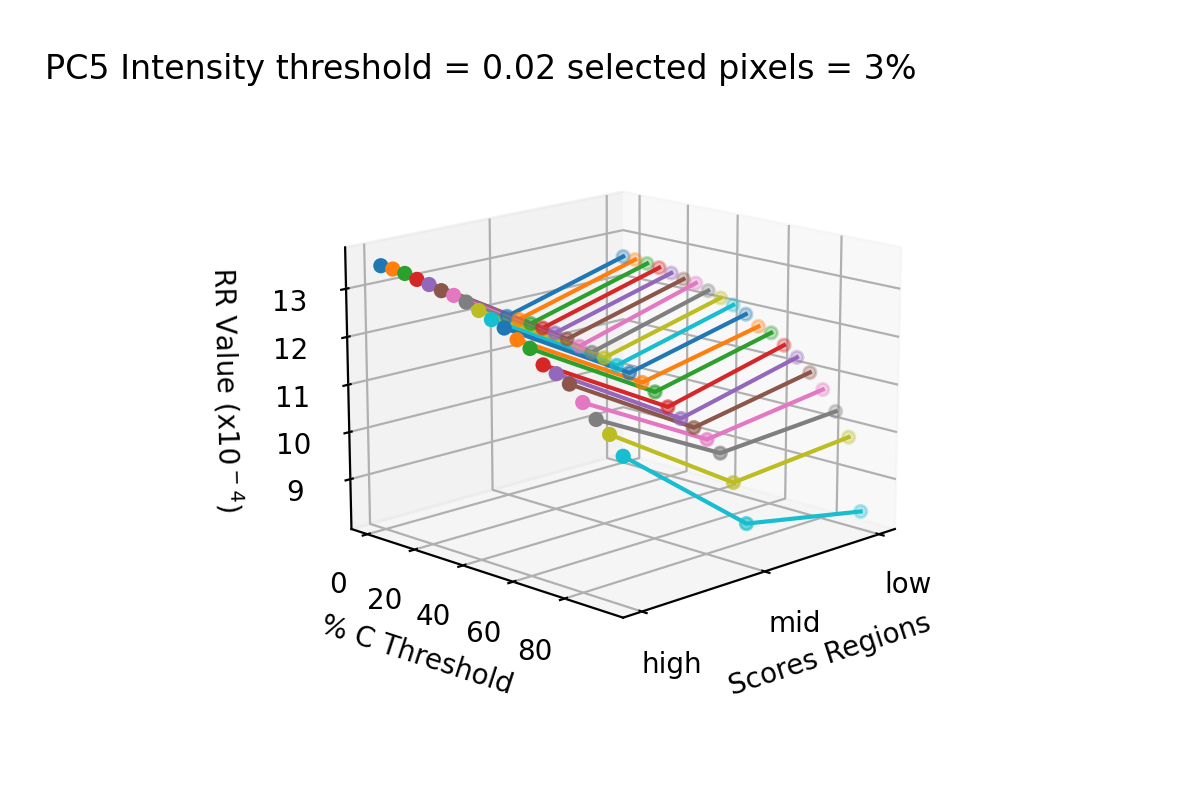 PC5 Intensity threshold = 0.02 selected pixels = 3%
RR Value (x10⁻⁴)
13
12
11
10
9
0
20
40
60
80
% C Threshold
low
mid
high
Scores Regions